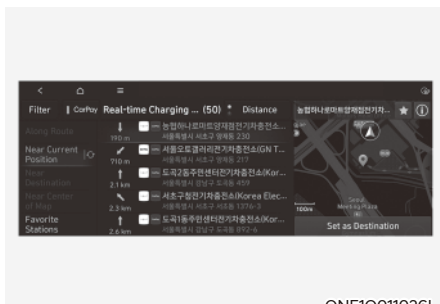 Filter CarPay Real-time Charging ... (50) Distance
Along Route
Near Current Position
Near Destination
Near Center of Map
Favorite Stations
190 m
농협하나로마트양재점전기차충전소...
서울특별시 서초구 양재동 230
710 m
서울오토갤러리전기차충전소(GN T...
서울특별시 서초구 양재동 217
2.1 km
도곡2동주민센터전기차충전소(Kor...
서울특별시 강남구 도곡동 459
2.3 km
서초구청전기차충전소(Korea Elec...
서울특별시 서초구 서초동 1376-3
2.6 km
도곡1동주민센터전기차충전소(Kor...
서울특별시 강남구 도곡동 892-6
농협하나로마트양재점전기차...
Seoul
Meeting Plaza
100m
Set as Destination